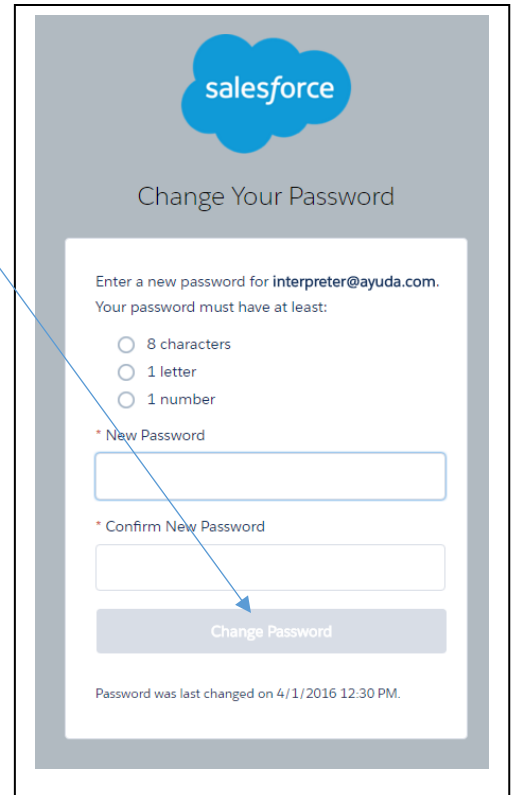 salesforce
Change Your Password
Enter a new password for interpreter@ayuda.com.
Your password must have at least:
8 characters
1 letter
1 number
* New Password
* Confirm New Password
Change Password
Password was last changed on 4/1/2016 12:30 PM.